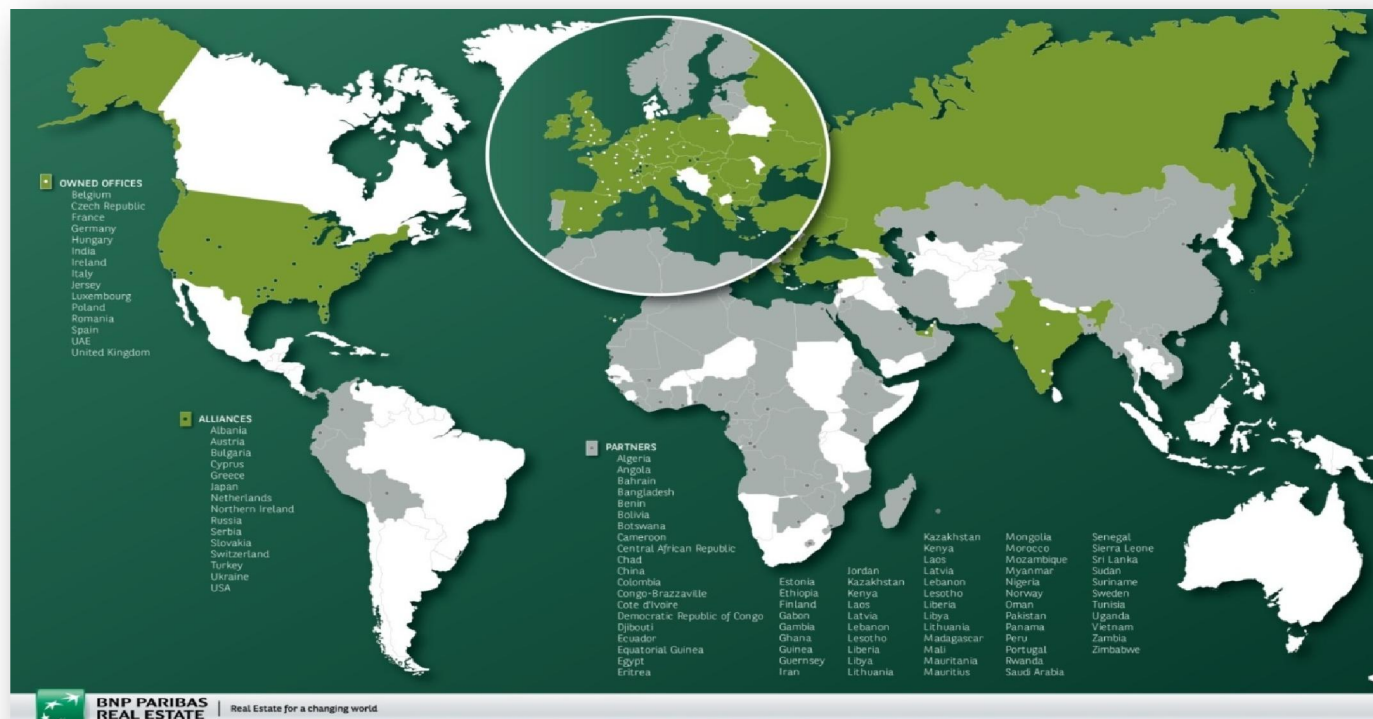 OWNED OFFICES
Belgium
Czech Republic
France
Germany
Hungary
India
Ireland
Italy
Jersey
Luxembourg
Poland
Romania
Spain
UAE
United Kingdom
ALLIANCES
Albania
Austria
Bulgaria
Cyprus
Greece
Japan
Netherlands
Northern Ireland
Russia
Serbia
Slovakia
Switzerland
Turkey
Ukraine
USA
PARTNERS
Algeria
Angola
Bahrain
Bangladesh
Benin
Bolivia
Botswana
Cameroon
Central African Republic
Chad
China
Colombia
Congo-Brazzaville
Cote d'Ivoire
Democratic Republic of Congo
Djibouti
Ecuador
Equatorial Guinea
Egypt
Eritrea
Estonia
Ethiopia
Finland
Gabon
Gambia
Ghana
Guinea
Guernsey
Iran
Jordan
Kazakhstan
Kenya
Laos
Latvia
Lebanon
Lesotho
Liberia
Libya
Lithuania
Kazakhstan
Kenya
Laos
Latvia
Lebanon
Lesotho
Liberia
Libya
Lithuania
Madagascar
Mali
Mauritania
Mauritius
Mongolia
Morocco
Mozambique
Myanmar
Nigeria
Norway
Oman
Pakistan
Panama
Peru
Portugal
Rwanda
Saudi Arabia
Senegal
Sierra Leone
Sri Lanka
Sudan
Suriname
Sweden
Tunisia
Uganda
Vietnam
Zambia
Zimbabwe
BNP PARIBAS
REAL ESTATE
Real Estate for a changing world